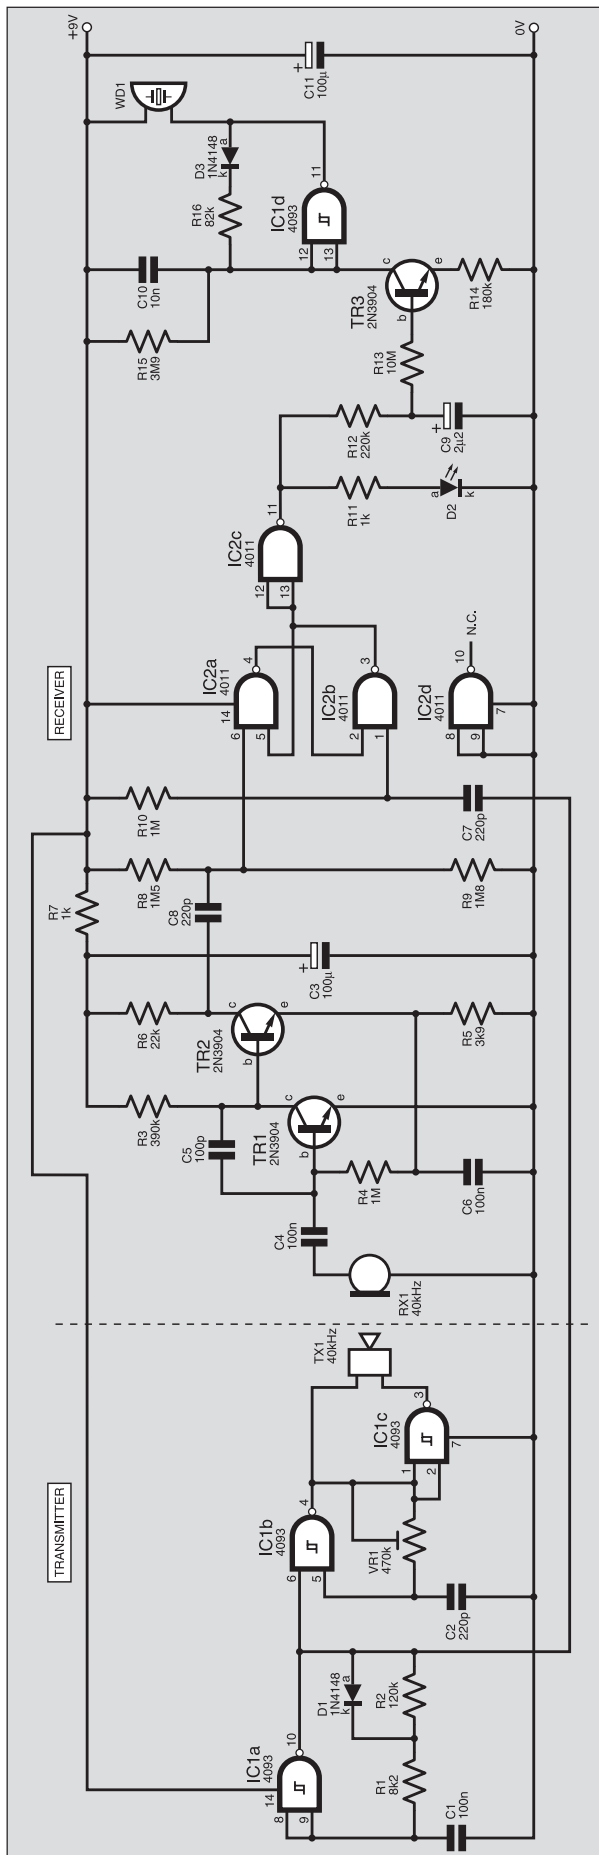 TRANSMITTER
RECEIVER
+9V
0V
IC1a
4093
14
8
9
10
C1
100n
R1
8k2
R2
120k
D1
1N4148
k
a
IC1b
4093
6
5
4
C2
220p
VR1
470k
IC1c
4093
1
2
3
7
TX1
40kHz
RX1
40kHz
C4
100n
R4
1M
C6
100n
C5
100p
TR1
2N3904
b
c
e
R3
390k
TR2
2N3904
b
c
e
R6
22k
R5
3k9
C3
100µ
+
R7
1k
C8
220p
R8
1M5
R9
1M8
R10
1M
C7
220p
IC2a
4011
14
6
5
4
IC2b
4011
2
1
3
IC2d
4011
8
9
10
7
N.C.
IC2c
4011
12
13
11
R11
1k
D2
a
k
R12
220k
C9
2µ2
+
R13
10M
TR3
2N3904
b
c
e
R14
180k
R15
3M9
C10
10n
R16
82k
D3
1N4148
k
a
IC1d
4093
12
13
11
WD1
C11
100µ
+